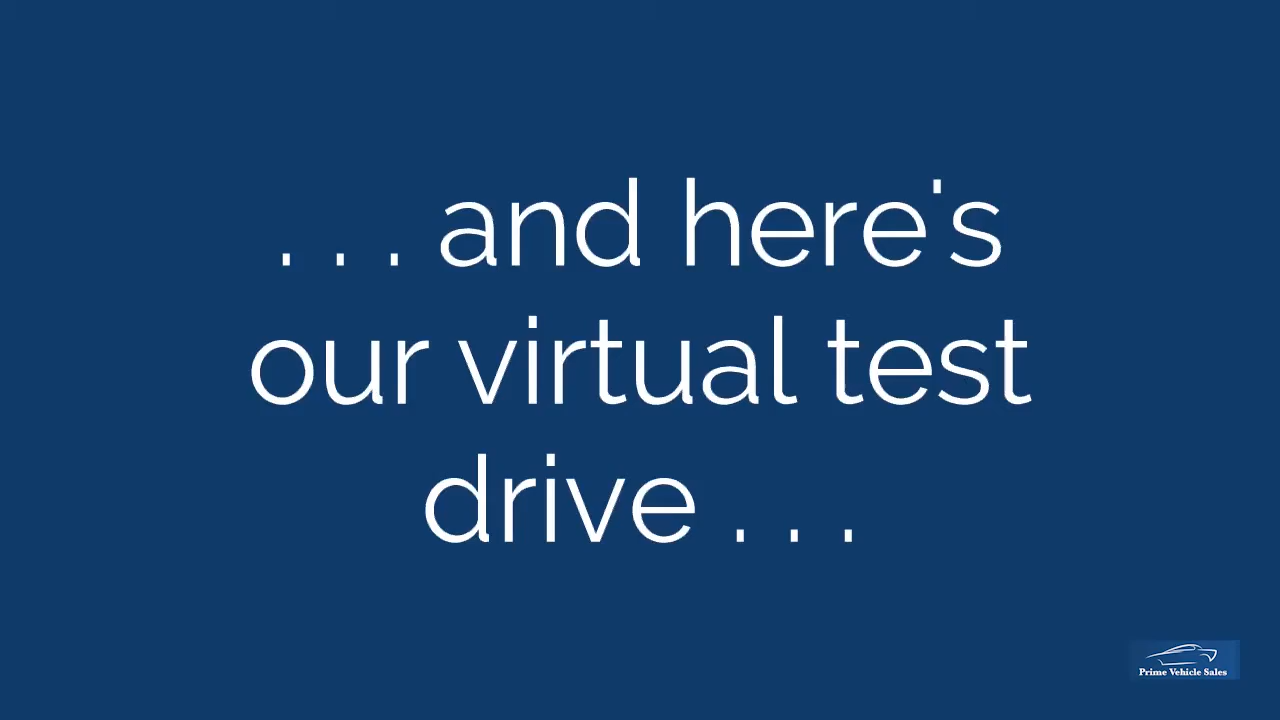 . . . and here's
our virtual test
drive . . .
Prime Vehicle Sales